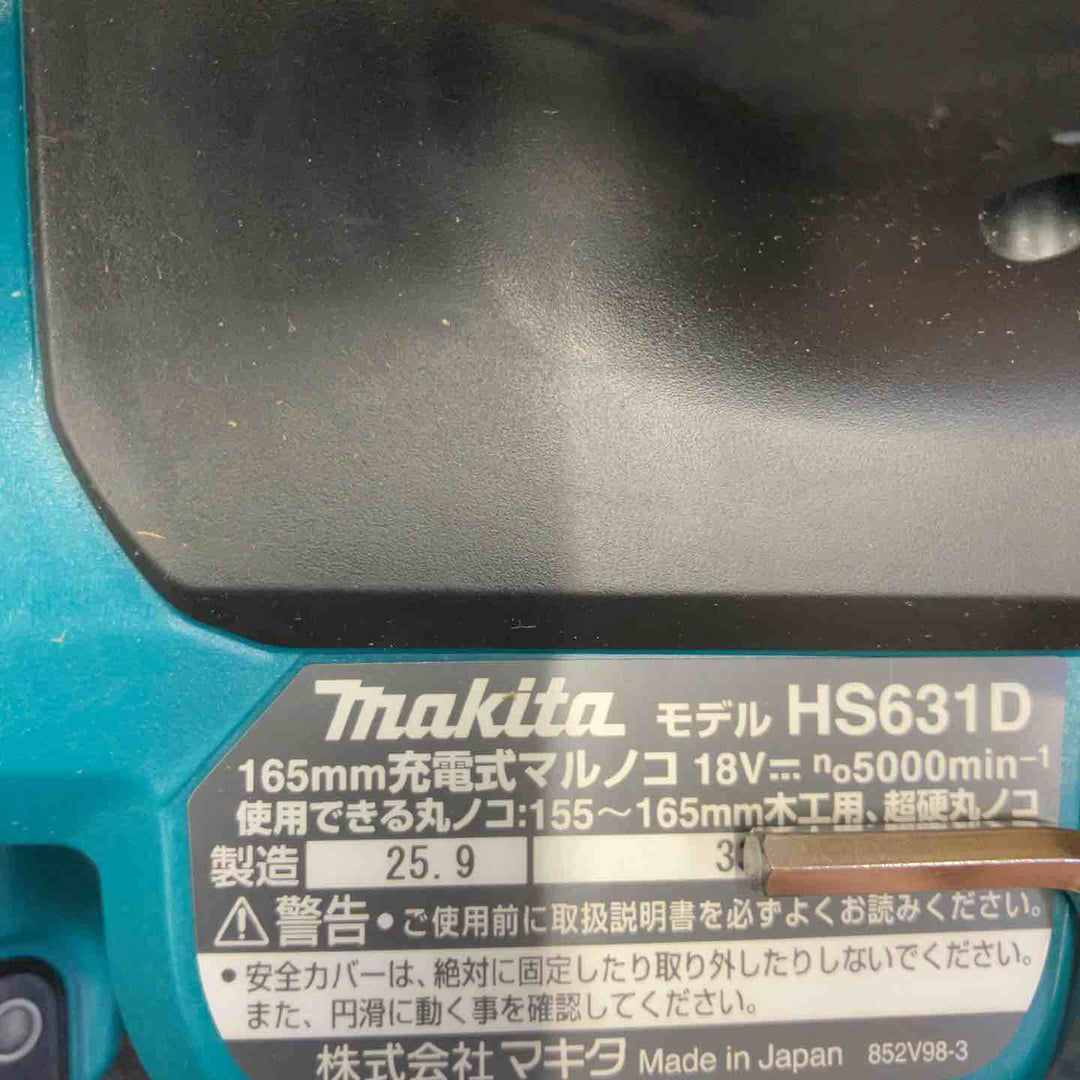 makita モデル HS631D
165mm充電式マルノコ 18V⎓ n₀5000min⁻¹
使用できる丸ノコ:155～165mm木工用、超硬丸ノコ
製造 25.9
⚠警告 •ご使用前に取扱説明書を必ずよくお読みください。
•安全カバーは、絶対に固定したり取り外したりしないでください。
また、円滑に動く事を確認してください。
株式会社 マキタ Made in Japan 852V98-3